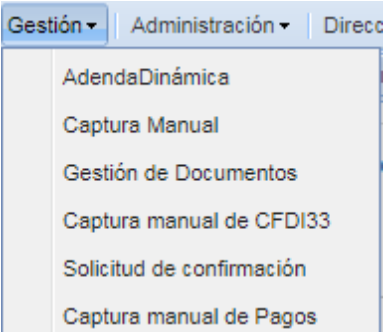 Gestión Administración Direcc
AdendaDinámica
Captura Manual
Gestión de Documentos
Captura manual de CFDI33
Solicitud de confirmación
Captura manual de Pagos